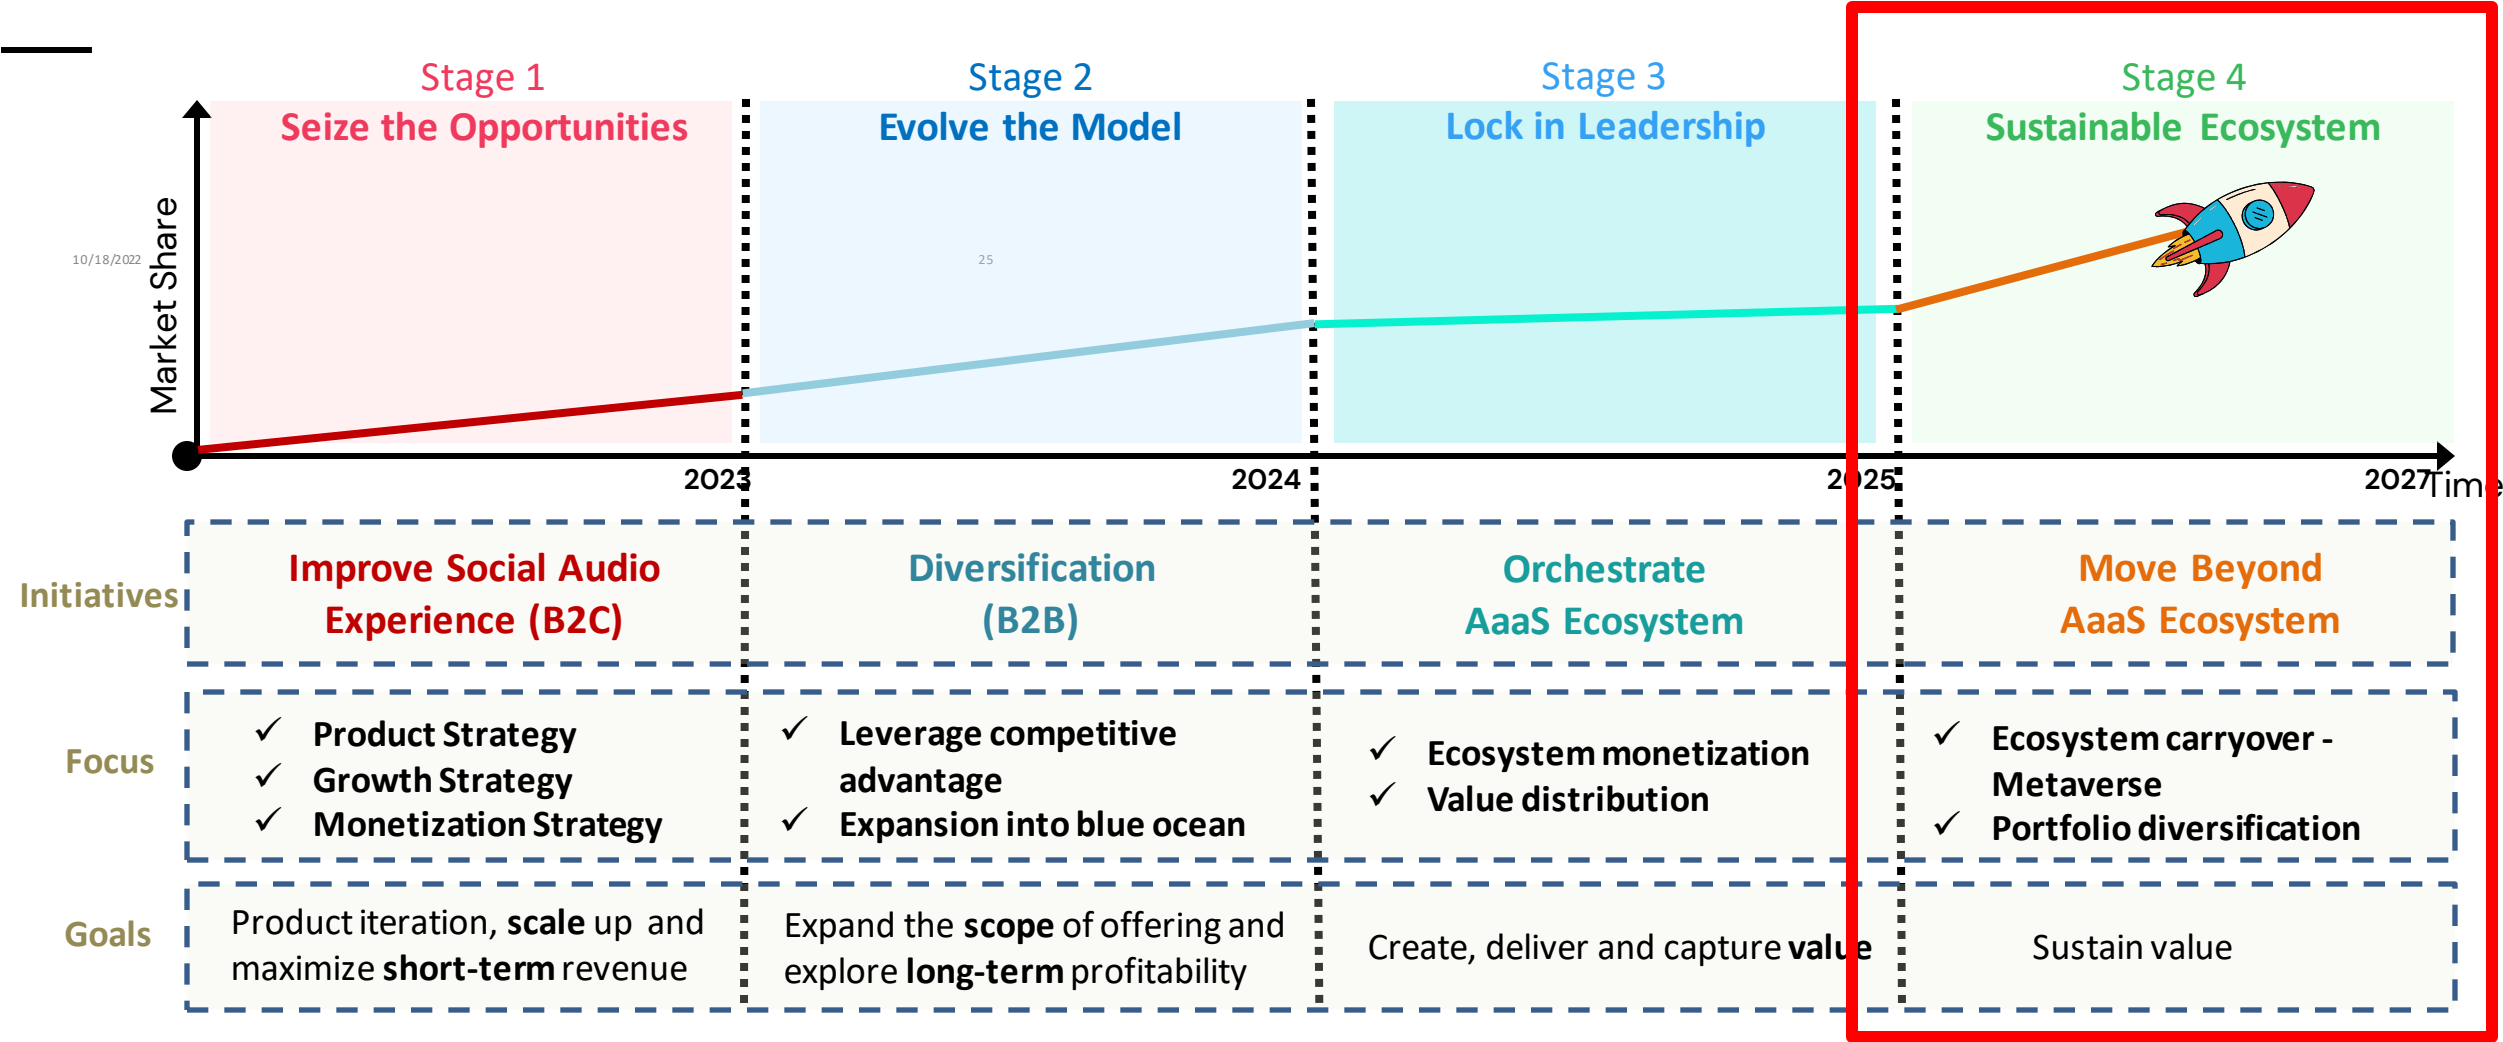 Stage 1
Seize the Opportunities
Stage 2
Evolve the Model
Stage 3
Lock in Leadership
Stage 4
Sustainable Ecosystem
Market Share
10/18/2022
25
2023
2024
2025
2027
Time
Initiatives
Improve Social Audio
Experience (B2C)
Diversification
(B2B)
Orchestrate
AaaS Ecosystem
Move Beyond
AaaS Ecosystem
Focus
✓ Product Strategy
✓ Growth Strategy
✓ Monetization Strategy
✓ Leverage competitive
advantage
✓ Expansion into blue ocean
✓ Ecosystem monetization
✓ Value distribution
✓ Ecosystem carryover -
Metaverse
✓ Portfolio diversification
Goals
Product iteration, scale up and
maximize short-term revenue
Expand the scope of offering and
explore long-term profitability
Create, deliver and capture value
Sustain value